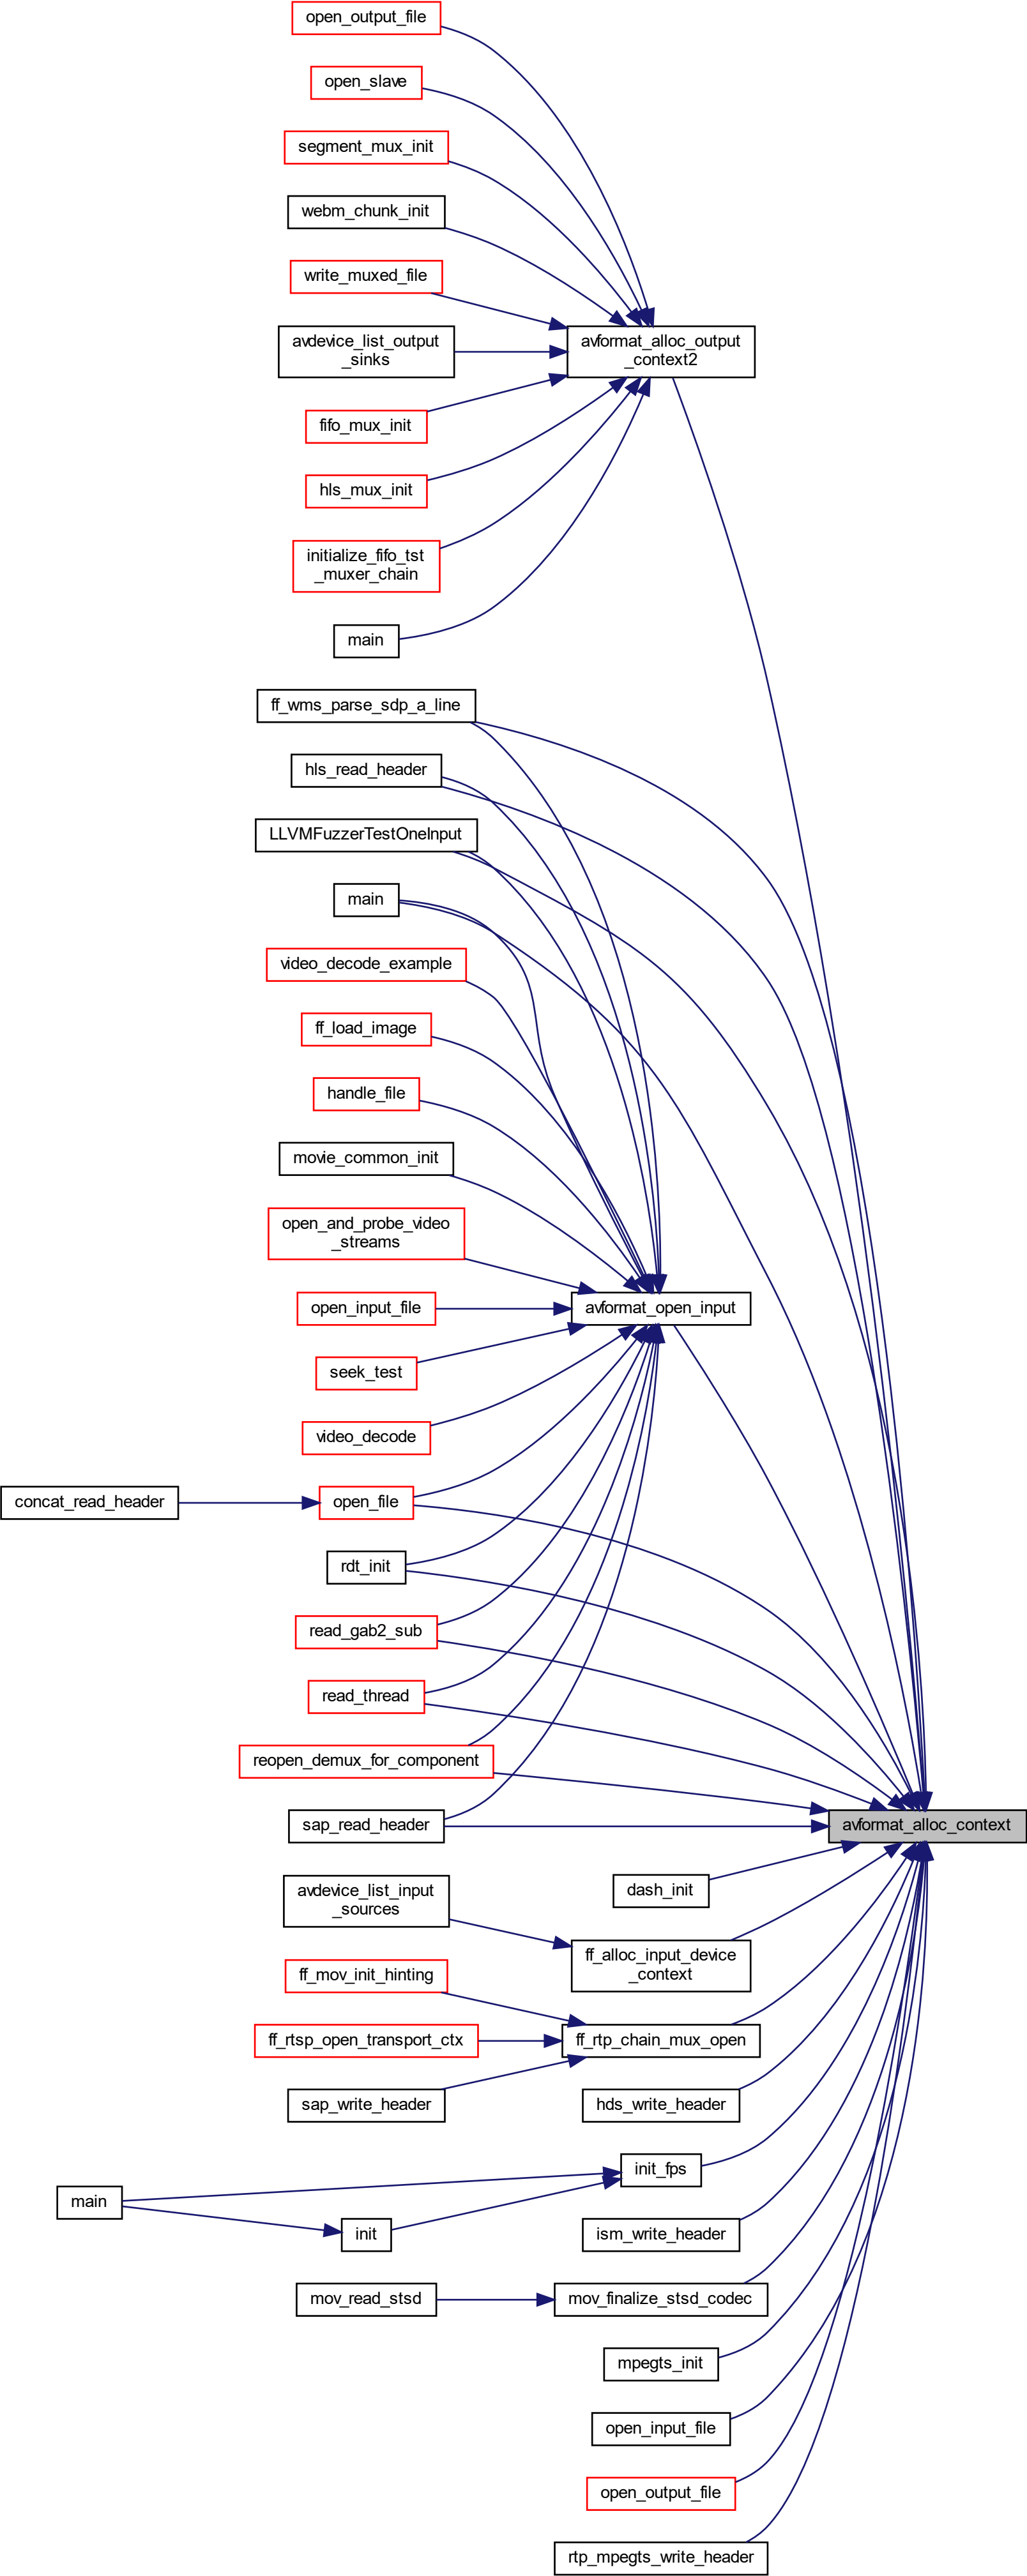 open_output_file
open_slave
segment_mux_init
webm_chunk_init
write_muxed_file
avdevice_list_output
_sinks
avformat_alloc_output
_context2
fifo_mux_init
hls_mux_init
initialize_fifo_tst
_muxer_chain
main
ff_wms_parse_sdp_a_line
hls_read_header
LLVMFuzzerTestOneInput
main
video_decode_example
ff_load_image
handle_file
movie_common_init
open_and_probe_video
_streams
avformat_open_input
open_input_file
seek_test
video_decode
concat_read_header
open_file
rdt_init
read_gab2_sub
read_thread
reopen_demux_for_component
sap_read_header
avformat_alloc_context
dash_init
avdevice_list_input
_sources
ff_alloc_input_device
_context
ff_mov_init_hinting
ff_rtsp_open_transport_ctx
ff_rtp_chain_mux_open
sap_write_header
hds_write_header
init_fps
main
init
ism_write_header
mov_read_stsd
mov_finalize_stsd_codec
mpegts_init
open_input_file
open_output_file
rtp_mpegts_write_header